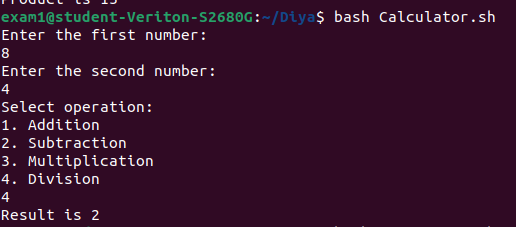 Product is 15
exam1@student-Veriton-S2680G:~/Diya$ bash Calculator.sh
Enter the first number:
8
Enter the second number:
4
Select operation:
1. Addition
2. Subtraction
3. Multiplication
4. Division
4
Result is 2